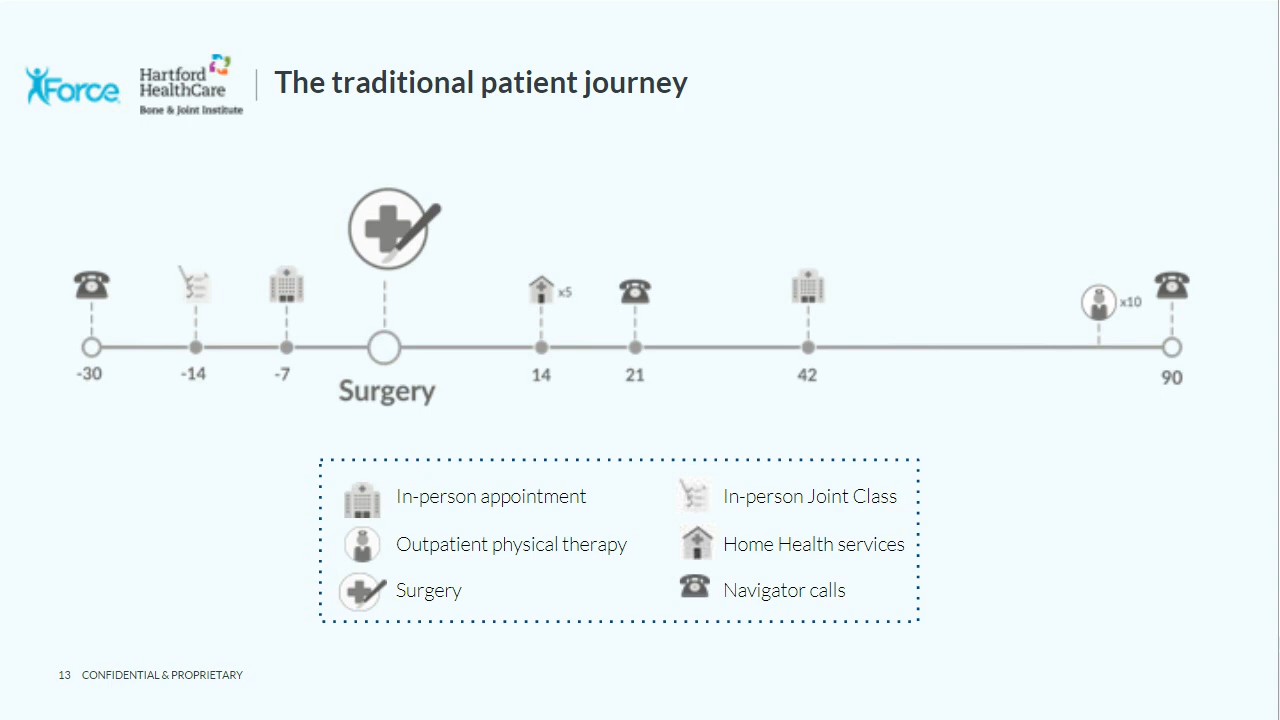 Force
Hartford
HealthCare
Bone & Joint Institute
The traditional patient journey
x5
x10
-30
-14
-7
Surgery
14
21
42
90
In-person appointment
In-person Joint Class
Outpatient physical therapy
Home Health services
Surgery
Navigator calls
13 CONFIDENTIAL & PROPRIETARY